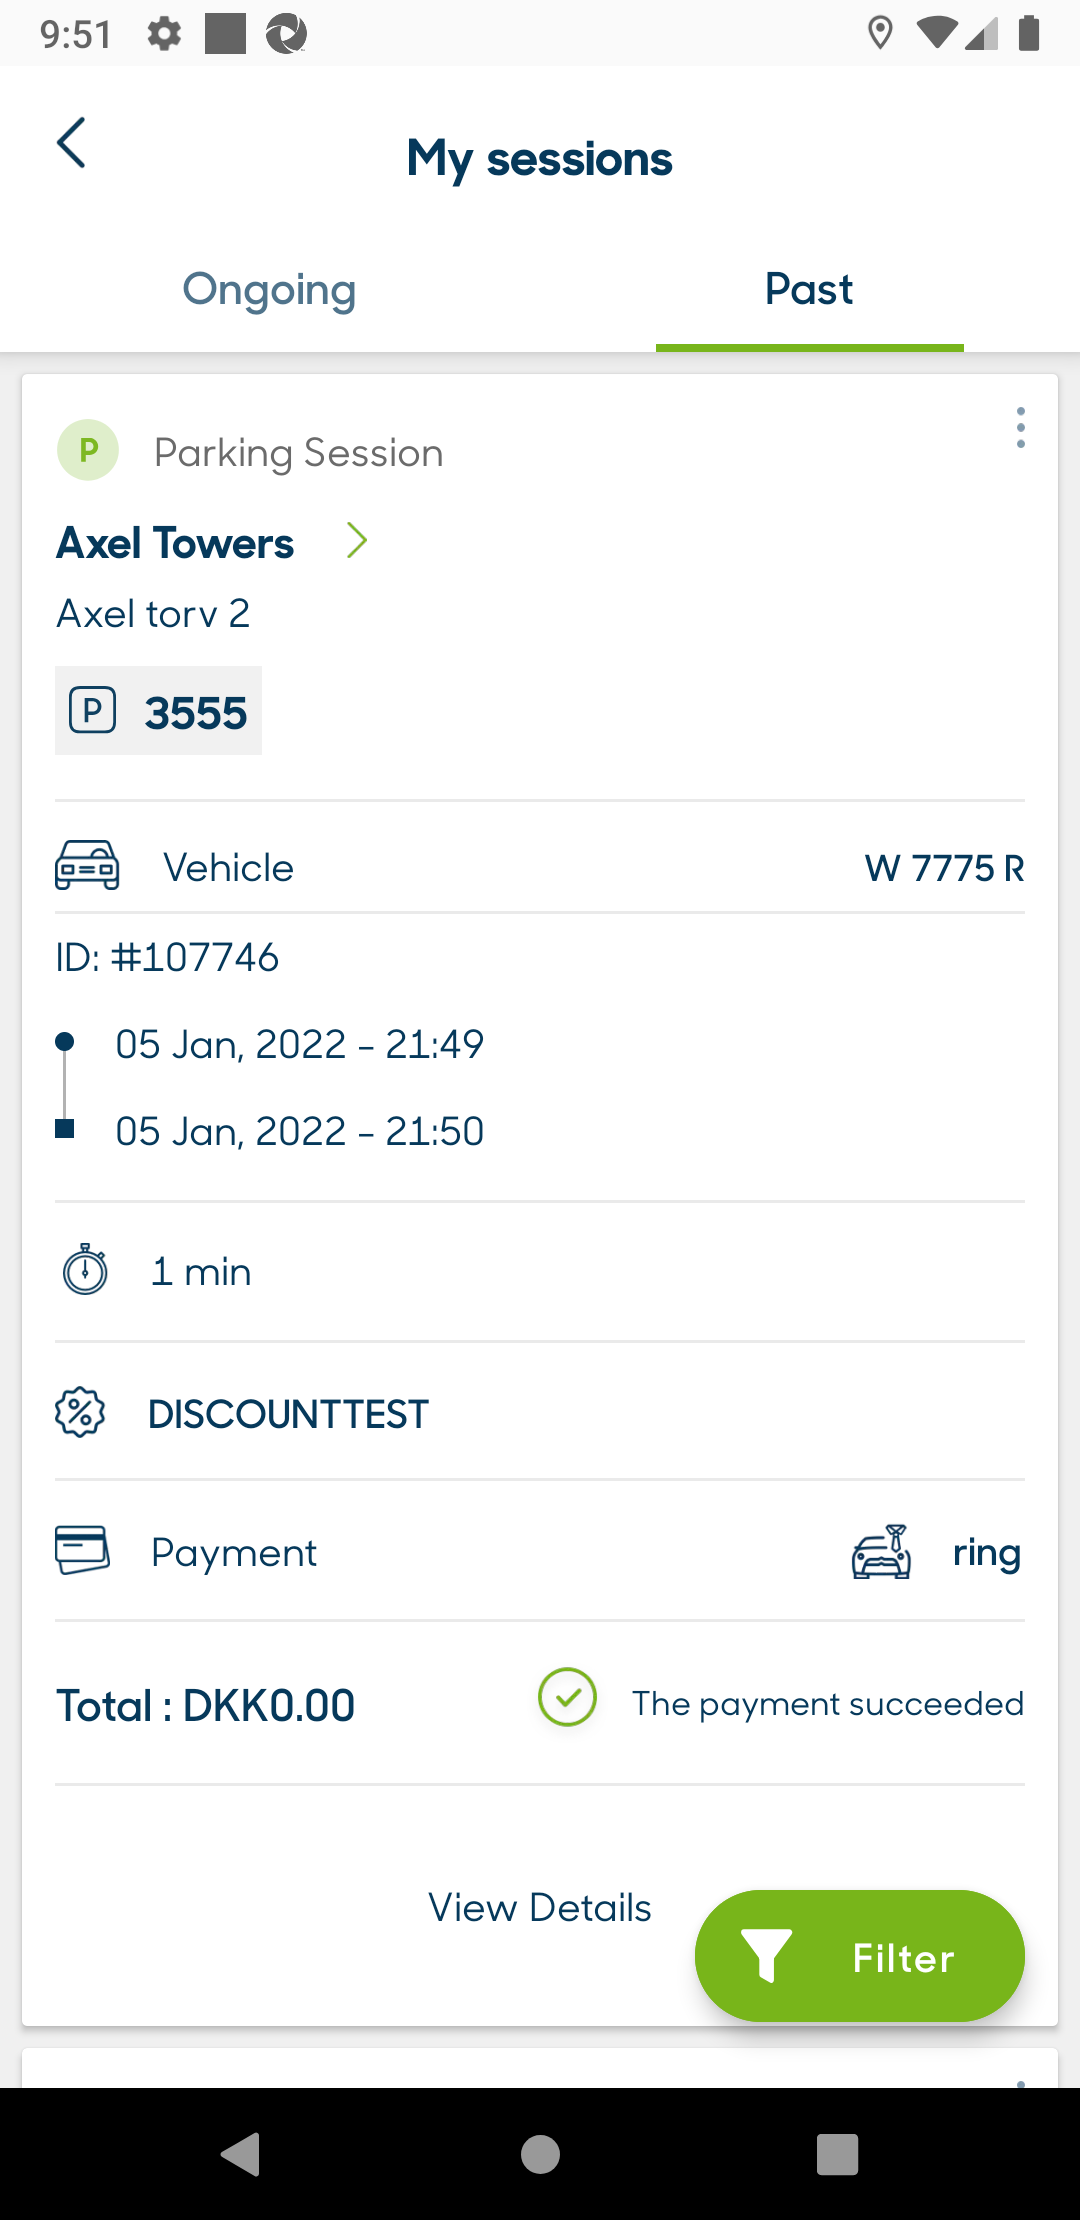 9:51
My sessions
Ongoing Past
P Parking Session
Axel Towers
Axel torv 2
P 3555
Vehicle W 7775 R
ID: #107746
05 Jan, 2022 - 21:49
05 Jan, 2022 - 21:50
1 min
DISCOUNTTEST
Payment ring
Total : DKK0.00 The payment succeeded
View Details
Filter